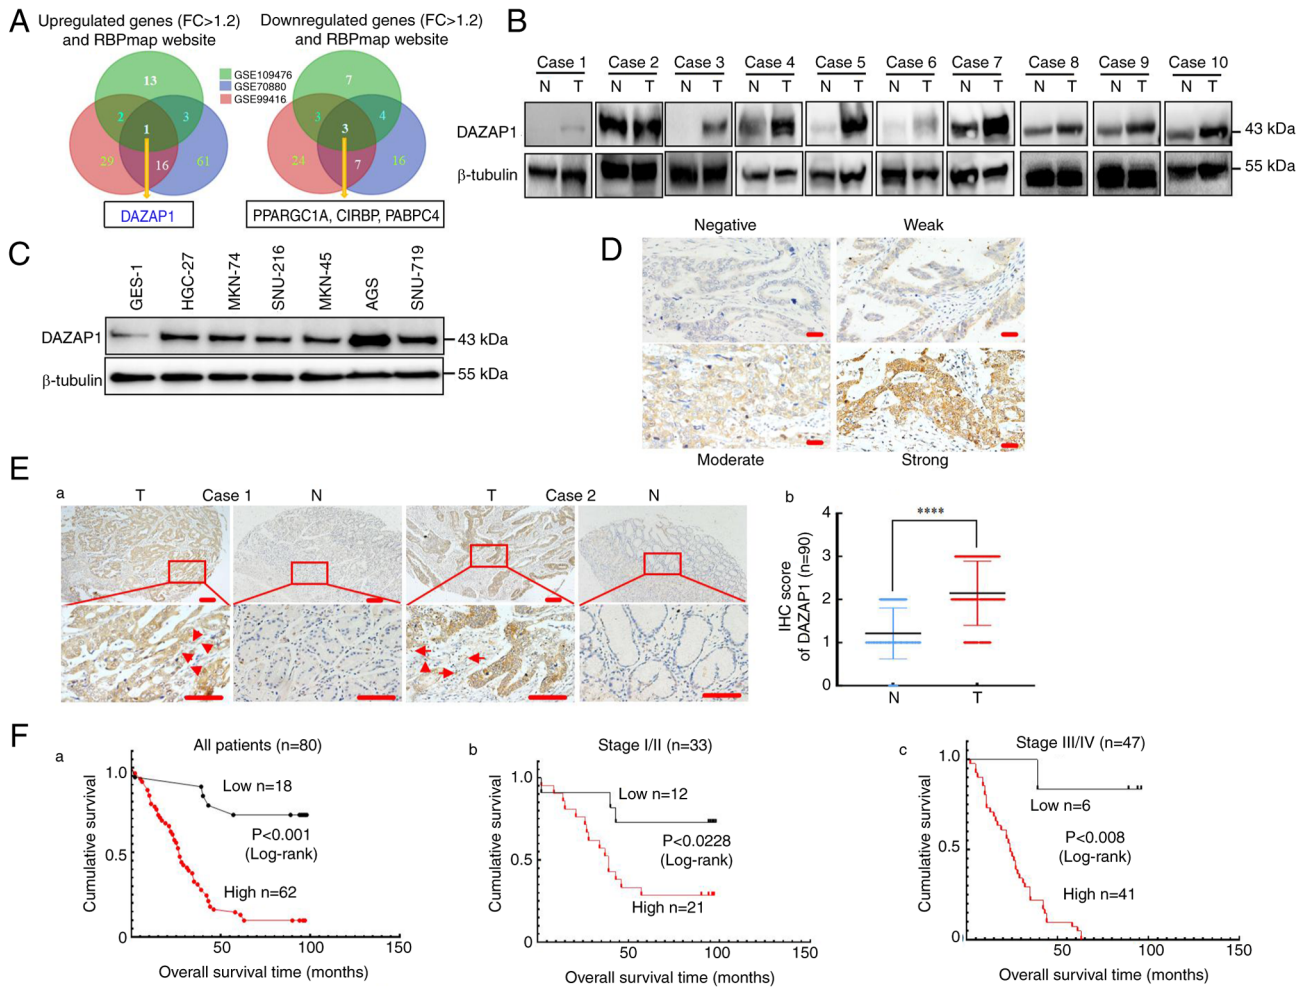 A
Upregulated genes (FC>1.2)
and RBPmap website
Downregulated genes (FC>1.2)
and RBPmap website
GSE109476
GSE70880
GSE99416
13
2
3
1
29
16
61
DAZAP1
7
3
4
3
24
7
16
PPARGC1A, CIRBP, PABPC4
B
Case 1 Case 2 Case 3 Case 4 Case 5 Case 6 Case 7 Case 8 Case 9 Case 10
N T N T N T N T N T N T N T N T N T N T
DAZAP1
43 kDa
β-tubulin
55 kDa
C
GES-1
HGC-27
MKN-74
SNU-216
MKN-45
AGS
SNU-719
DAZAP1
43 kDa
β-tubulin
55 kDa
D
Negative
Weak
Moderate
Strong
E
a
T Case 1 N
T Case 2 N
b
****
IHC score
of DAZAP1 (n=90)
4
3
2
1
0
N
T
F
a
All patients (n=80)
Cumulative survival
1.0
0.5
0
Low n=18
P<0.001
(Log-rank)
High n=62
50
100
150
Overall survival time (months)
b
Stage I/II (n=33)
Cumulative survival
1.0
0.5
0
Low n=12
P<0.0228
(Log-rank)
High n=21
50
100
150
Overall survival time (months)
c
Stage III/IV (n=47)
Cumulative survival
1.0
0.5
0
Low n=6
P<0.008
(Log-rank)
High n=41
50
100
150
Overall survival time (months)